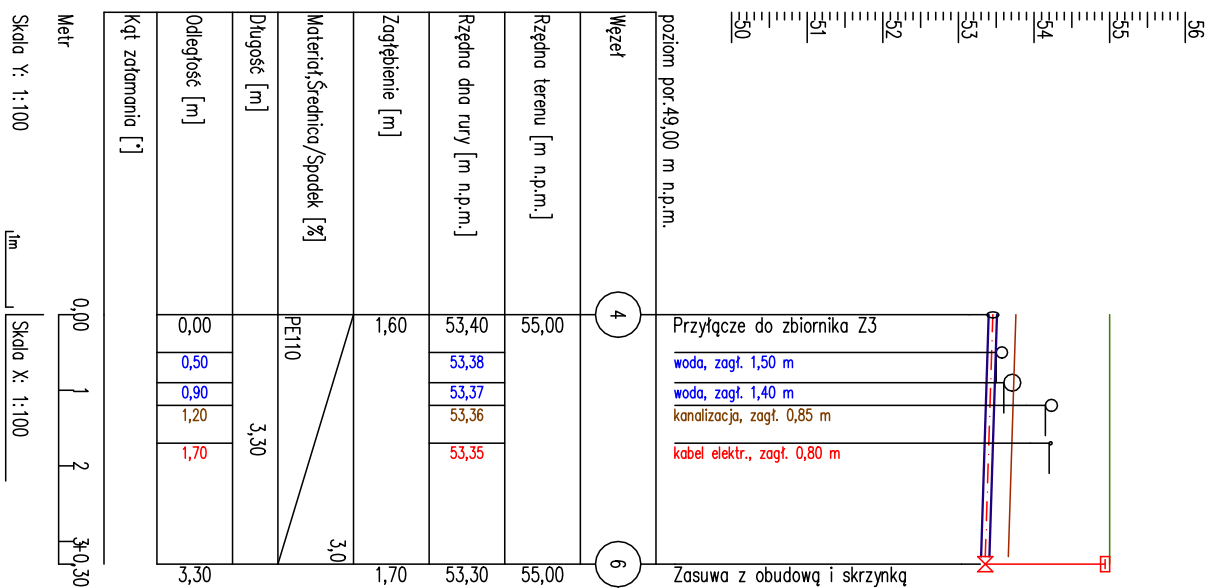 56
55
54
53
52
51
50
poziom por.49,00 m n.p.m.
Węzeł
4
6
Rzędna terenu [m n.p.m.]
55,00
55,00
Rzędna dna rury [m n.p.m.]
53,40
53,38
53,37
53,36
53,35
53,30
Zagłębienie [m]
1,60
1,70
Materiał,Średnica/Spadek [%]
PE110
3,0
Długość [m]
3,30
Odległość [m]
0,00
0,50
0,90
1,20
1,70
3,30
Kąt załamania [°]
Metr
0,00
1
2
3+0,30
Przyłącze do zbiornika Z3
woda, zagł. 1,50 m
woda, zagł. 1,40 m
kanalizacja, zagł. 0,85 m
kabel elektr., zagł. 0,80 m
Zasuwa z obudową i skrzynką
Skala Y: 1:100
1m
Skala X: 1:100